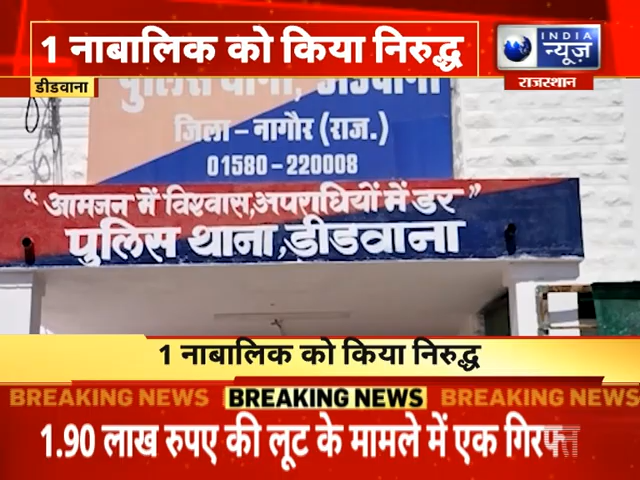 1 नाबालिक को किया निरुद्ध
INDIA
न्यूज़
राजस्थान
डीडवाना
पुलिस थाना, डीडवाना
जिला – नागौर (राज.)
01580-220008
“आमजन में विश्वास, अपराधियों में डर”
पुलिस थाना, डीडवाना
1 नाबालिक को किया निरुद्ध
BREAKING NEWS BREAKING NEWS BREAKING NEWS
1.90 लाख रुपए की लूट के मामले में एक